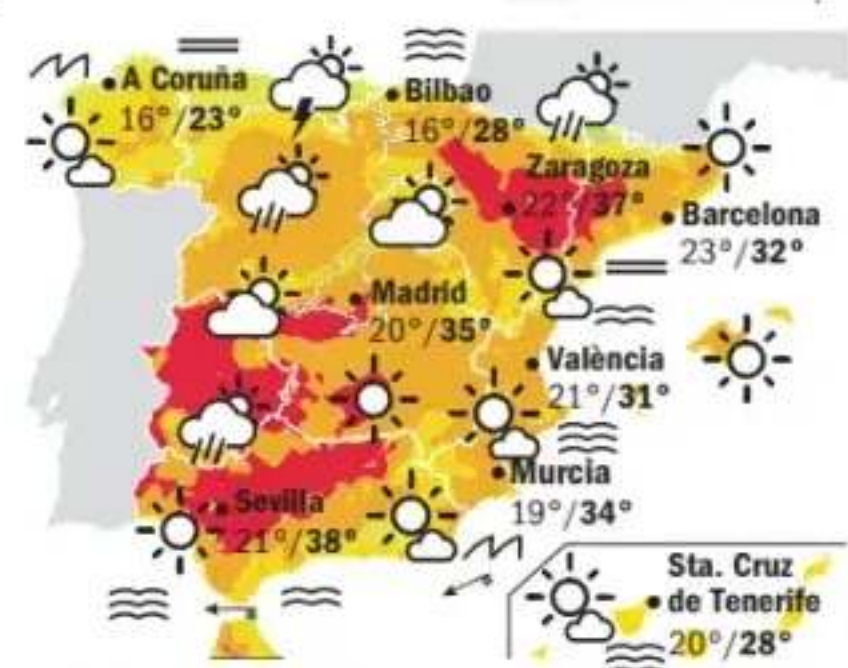 A Coruña
16°/23°
Bilbao
16°/28°
Zaragoza
22°/37°
Barcelona
23°/32°
Madrid
20°/35°
València
21°/31°
Murcia
19°/34°
Sevilla
21°/38°
Sta. Cruz
de Tenerife
20°/28°